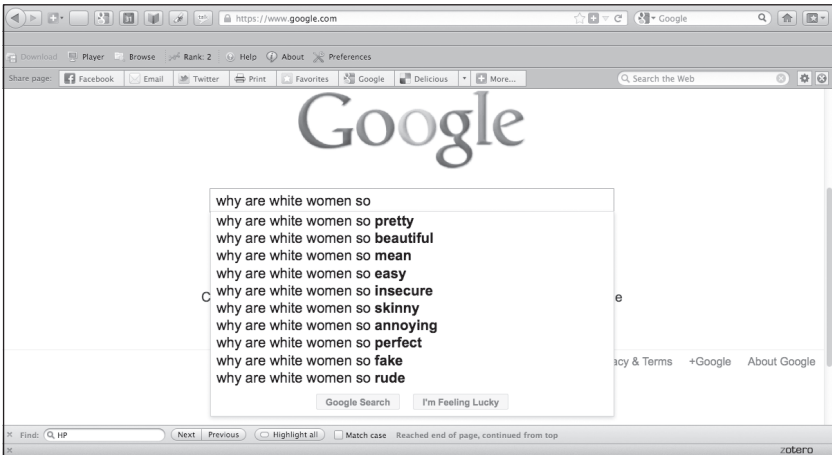 31 https://www.google.com Google
Download Player Browse Rank: 2 Help About Preferences
Share page: Facebook Email Twitter Print Favorites Google Delicious More... Search the Web
Google
why are white women so
why are white women so pretty
why are white women so beautiful
why are white women so mean
why are white women so easy
why are white women so insecure
C why are white women so skinny e
why are white women so annoying
why are white women so perfect
why are white women so fake acy & Terms +Google About Google
why are white women so rude
Google Search I'm Feeling Lucky
Find: HP Next Previous Highlight all Match case Reached end of page, continued from top
zotero